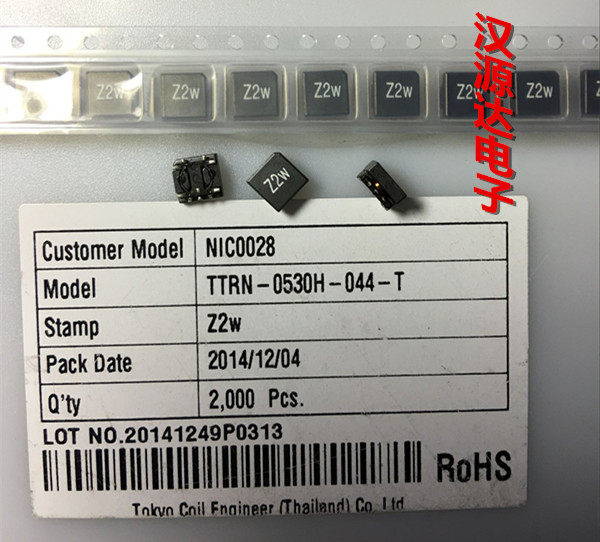 Z2w Z2w Z2w Z2w Z2w Z2w Z2w
汉源达电子
Z2w
Customer Model NIC0028
Model TTRN-0530H-044-T
Stamp Z2w
Pack Date 2014/12/04
Q'ty 2,000 Pcs.
LOT NO.20141249P0313
RoHS
Tokyo Coil Engineer (Thailand) Co. Ltd